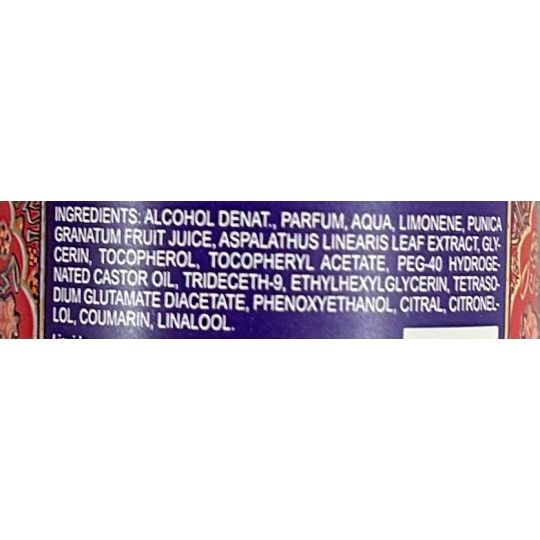 INGREDIENTS: ALCOHOL DENAT., PARFUM, AQUA, LIMONENE, PUNICA
GRANATUM FRUIT JUICE, ASPALATHUS LINEARIS LEAF EXTRACT, GLY-
CERIN, TOCOPHEROL, TOCOPHERYL ACETATE, PEG-40 HYDROGE-
NATED CASTOR OIL, TRIDECETH-9, ETHYLHEXYLGLYCERIN, TETRASO-
DIUM GLUTAMATE DIACETATE, PHENOXYETHANOL, CITRAL, CITRONEL-
LOL, COUMARIN, LINALOOL.